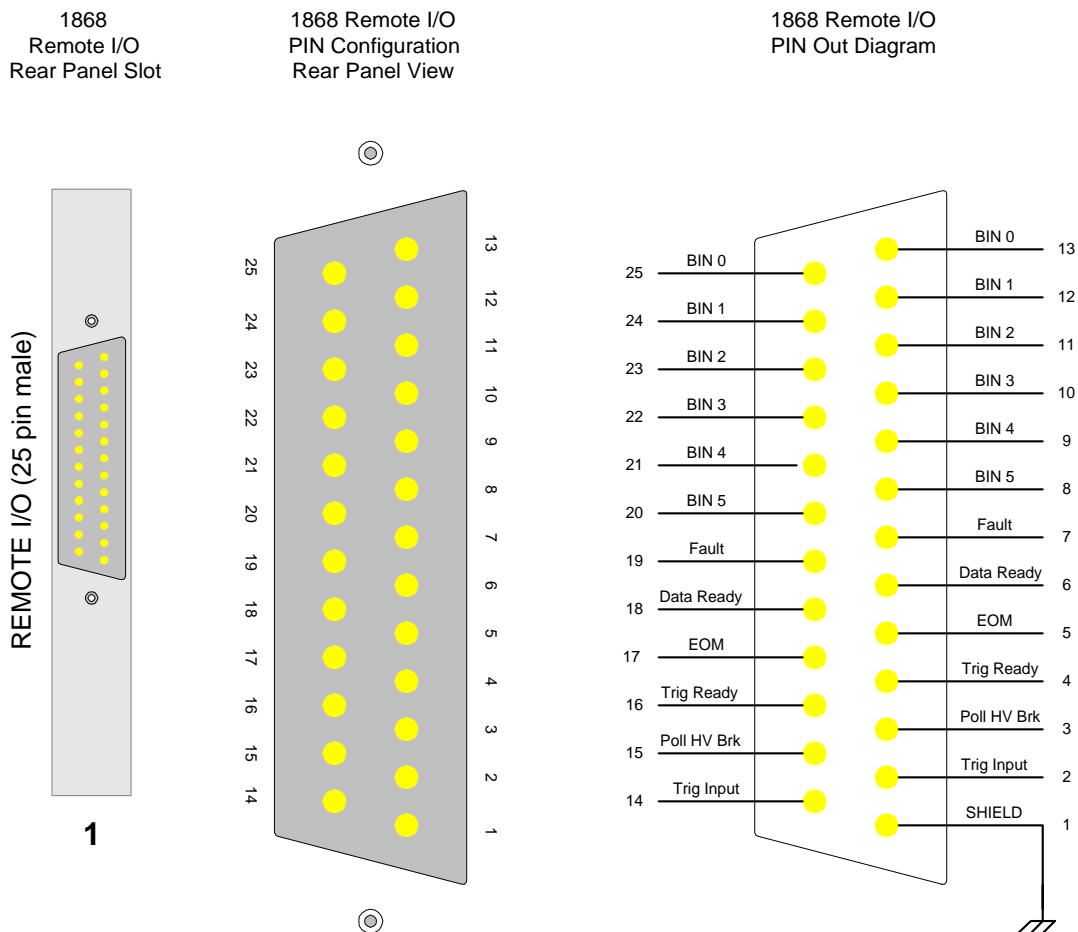 1868
Remote I/O
Rear Panel Slot
REMOTE I/O (25 pin male)
1
1868 Remote I/O
PIN Configuration
Rear Panel View
25
24
23
22
21
20
19
18
17
16
15
14
13
12
11
10
9
8
7
6
5
4
3
2
1
1868 Remote I/O
PIN Out Diagram
25 BIN 0
24 BIN 1
23 BIN 2
22 BIN 3
21 BIN 4
20 BIN 5
19 Fault
18 Data Ready
17 EOM
16 Trig Ready
15 Poll HV Brk
14 Trig Input
BIN 0 13
BIN 1 12
BIN 2 11
BIN 3 10
BIN 4 9
BIN 5 8
Fault 7
Data Ready 6
EOM 5
Trig Ready 4
Poll HV Brk 3
Trig Input 2
SHIELD 1